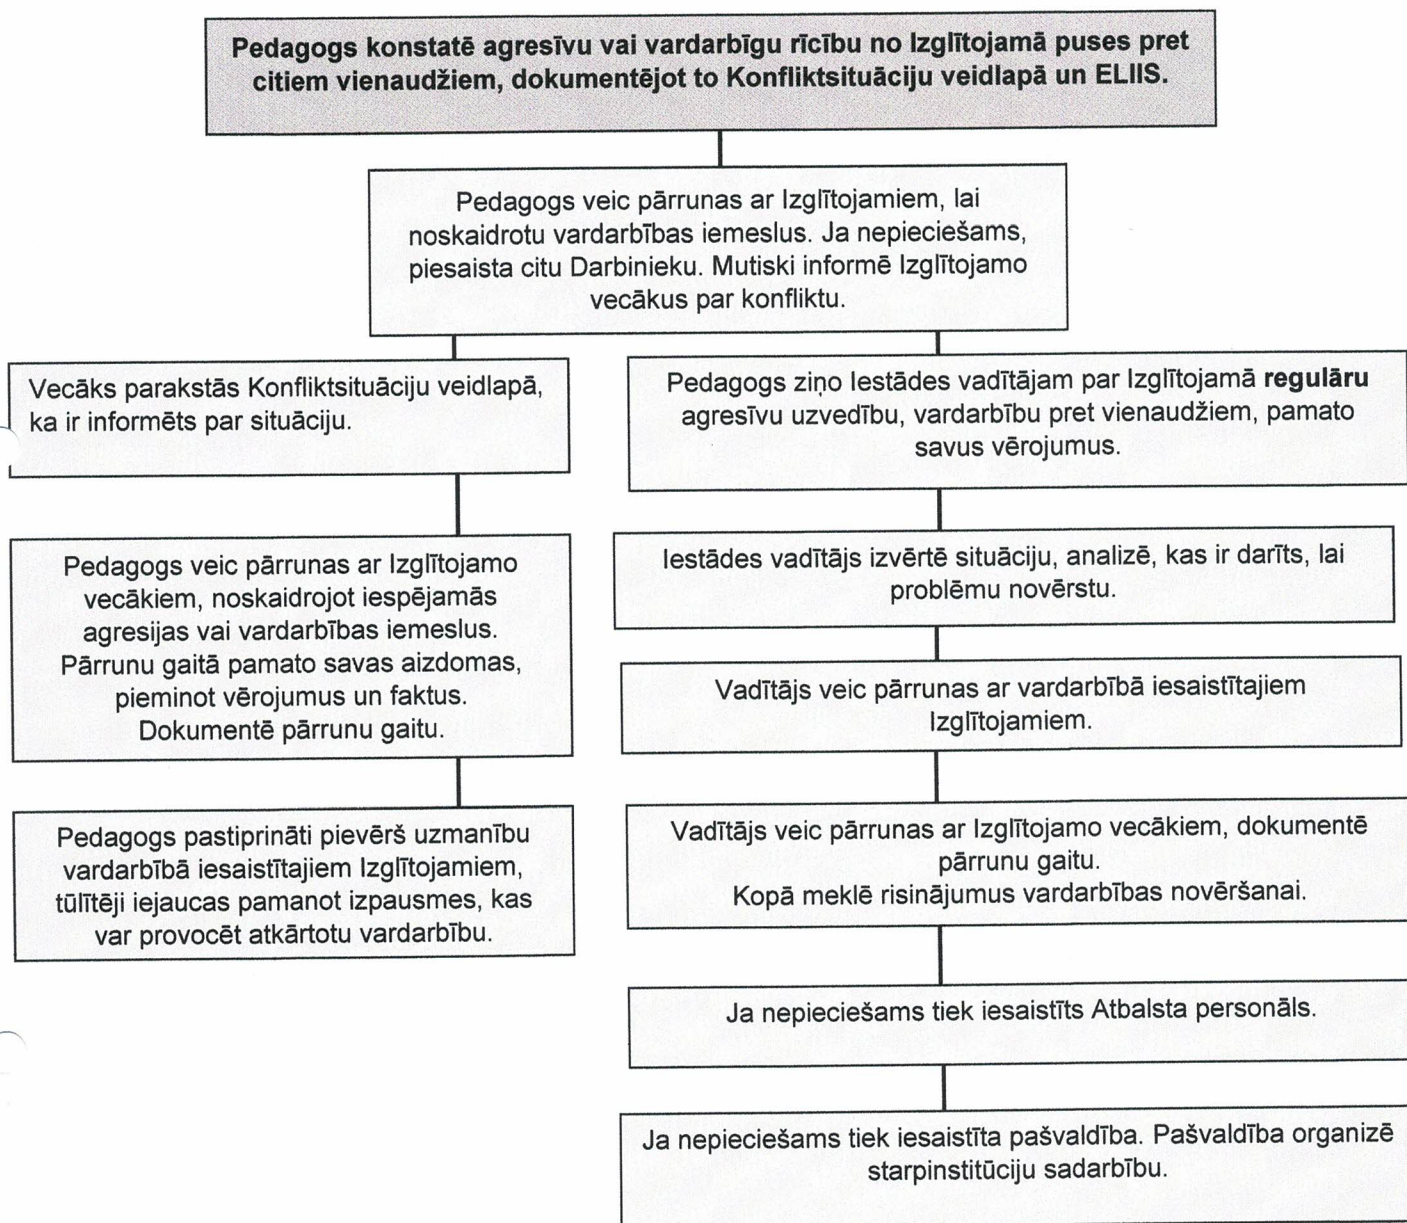 Pedagogs konstatē agresīvu vai vardarbīgu rīcību no Izglītojamā puses pret
citiem vienaudžiem, dokumentējot to Konfliktsituāciju veidlapā un ELIIS.
Pedagogs veic pārrunas ar Izglītojamiem, lai
noskaidrotu vardarbības iemeslus. Ja nepieciešams,
piesaista citu Darbinieku. Mutiski informē Izglītojamo
vecākus par konfliktu.
Vecāks parakstās Konfliktsituāciju veidlapā,
ka ir informēts par situāciju.
Pedagogs veic pārrunas ar Izglītojamo
vecākiem, noskaidrojot iespējamās
agresijas vai vardarbības iemeslus.
Pārrunu gaitā pamato savas aizdomas,
pieminot vērojumus un faktus.
Dokumentē pārrunu gaitu.
Pedagogs pastiprināti pievērš uzmanību
vardarbībā iesaistītajiem Izglītojamiem,
tūlītēji iejaucas pamanot izpausmes, kas
var provocēt atkārtotu vardarbību.
Pedagogs ziņo Iestādes vadītājam par Izglītojamā regulāru
agresīvu uzvedību, vardarbību pret vienaudžiem, pamato
savus vērojumus.
Iestādes vadītājs izvērtē situāciju, analizē, kas ir darīts, lai
problēmu novērstu.
Vadītājs veic pārrunas ar vardarbībā iesaistītajiem
Izglītojamiem.
Vadītājs veic pārrunas ar Izglītojamo vecākiem, dokumentē
pārrunu gaitu.
Kopā meklē risinājumus vardarbības novēršanai.
Ja nepieciešams tiek iesaistīts Atbalsta personāls.
Ja nepieciešams tiek iesaistīta pašvaldība. Pašvaldība organizē
starpinstitūciju sadarbību.